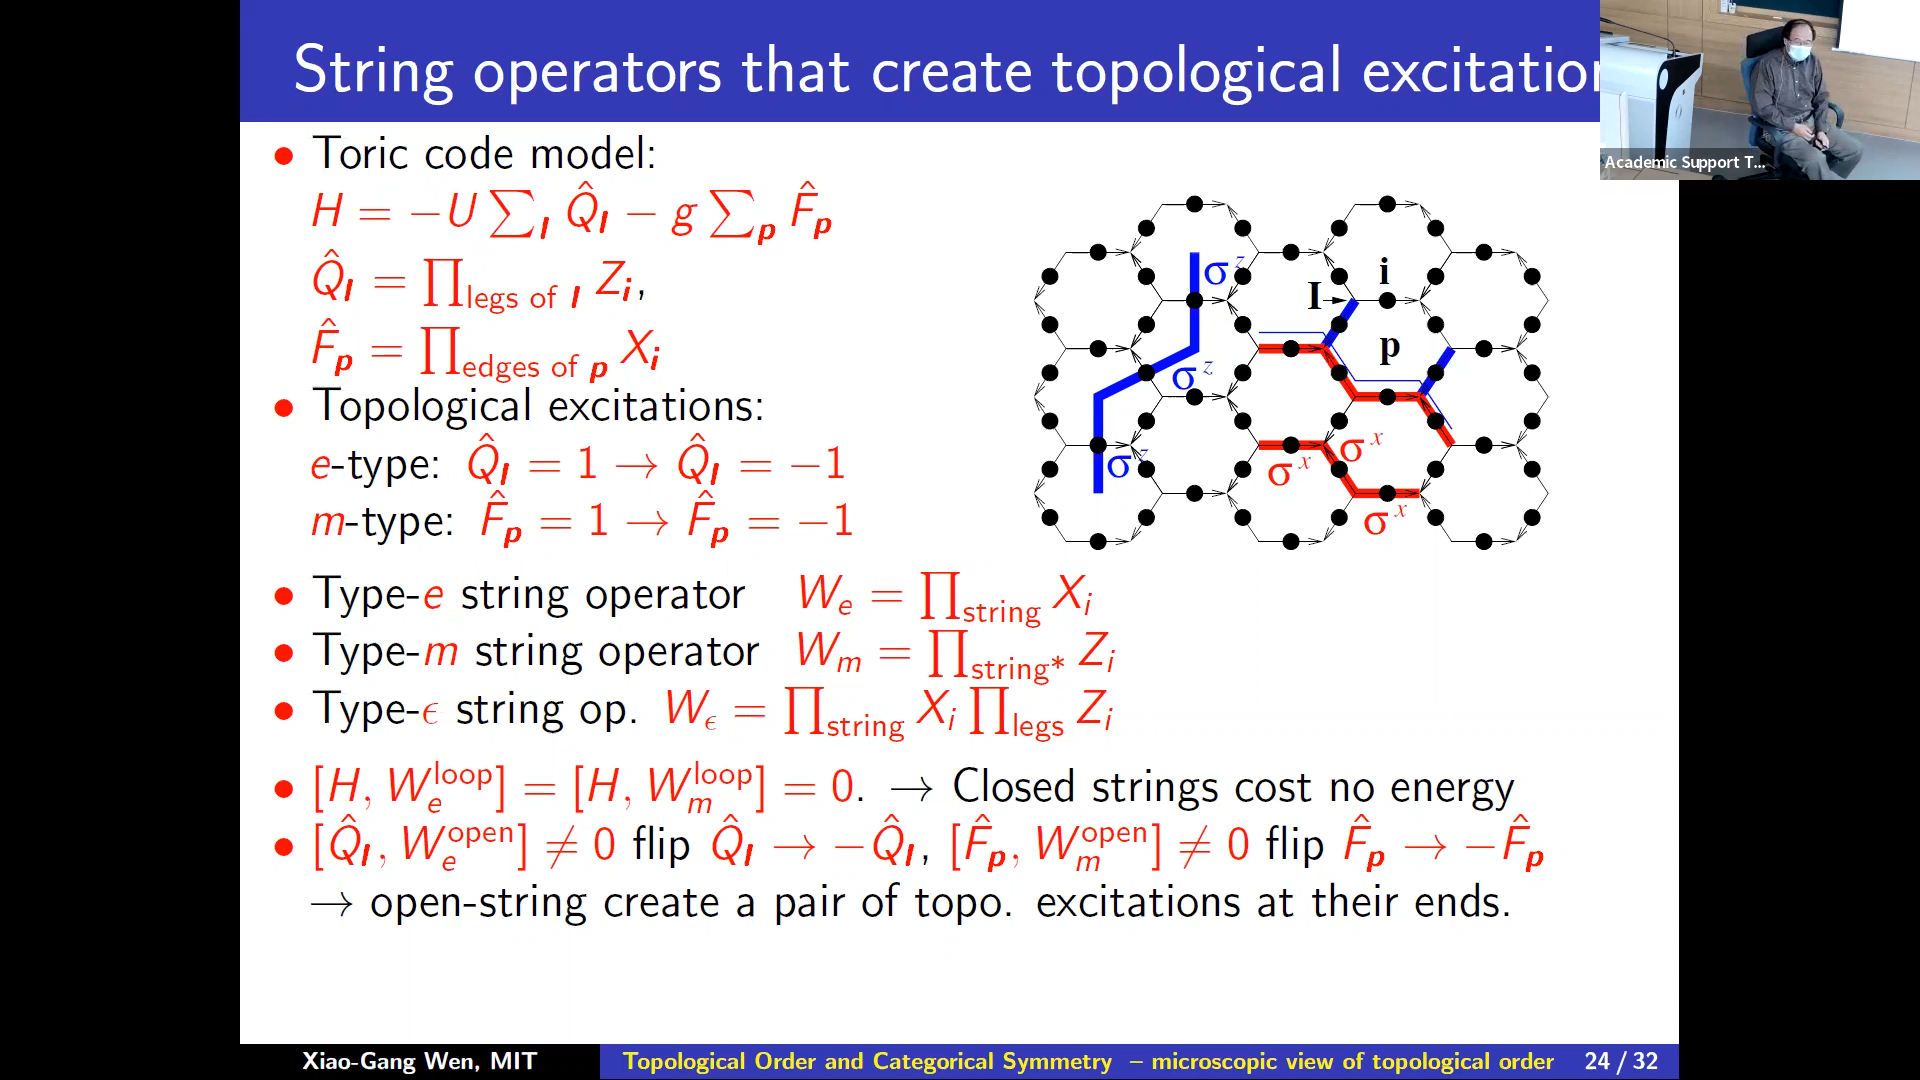 String operators that create topological excitation
Academic Support T...
• Toric code model:
H = −U ∑_I Q̂_I − g ∑_p F̂_p
Q̂_I = ∏_legs of I Z_i,
F̂_p = ∏_edges of p X_i
• Topological excitations:
e-type: Q̂_I = 1 → Q̂_I = −1
m-type: F̂_p = 1 → F̂_p = −1
σ^z
i
I
p
σ^z
σ^x
σ^z
σ^x
σ^x
• Type-e string operator W_e = ∏_string X_i
• Type-m string operator W_m = ∏_string* Z_i
• Type-ϵ string op. W_ϵ = ∏_string X_i ∏_legs Z_i
• [H, W_e^loop] = [H, W_m^loop] = 0. → Closed strings cost no energy
• [Q̂_I, W_e^open] ≠ 0 flip Q̂_I → −Q̂_I, [F̂_p, W_m^open] ≠ 0 flip F̂_p → −F̂_p
→ open-string create a pair of topo. excitations at their ends.
Xiao-Gang Wen, MIT
Topological Order and Categorical Symmetry – microscopic view of topological order
24 / 32